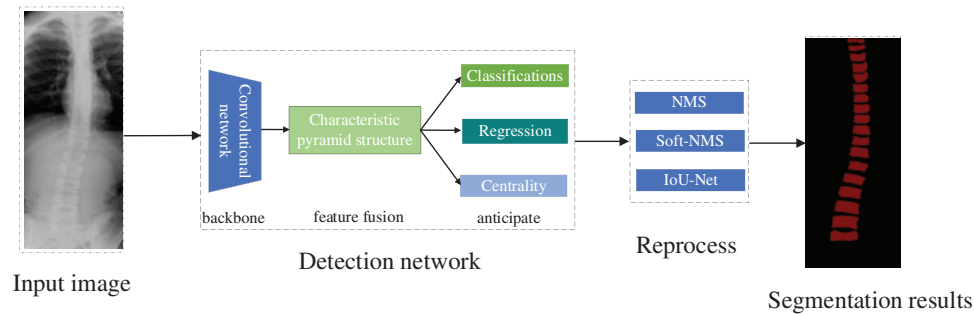 Input image
Convolutional
network
backbone
Characteristic
pyramid structure
feature fusion
Classifications
Regression
Centrality
anticipate
Detection network
NMS
Soft-NMS
IoU-Net
Reprocess
Segmentation results